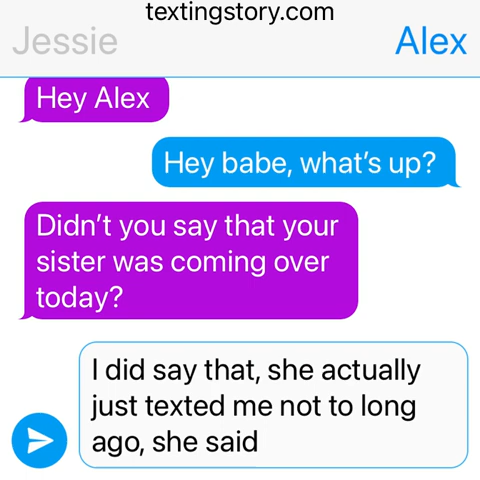 textingstory.com
Jessie
Alex
Hey Alex
Hey babe, what's up?
Didn't you say that your
sister was coming over
today?
I did say that, she actually
just texted me not to long
ago, she said